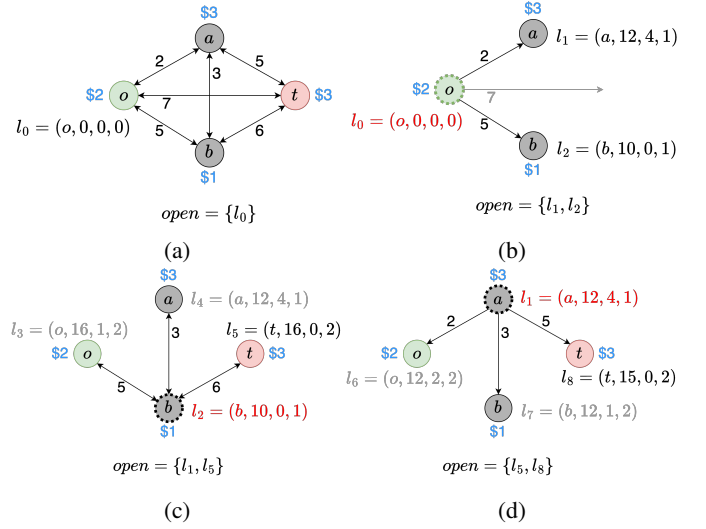 $3
a
2
5
3
$2
o
7
t
$3
l₀ = (o, 0, 0, 0)
5
6
b
$1
open = {l₀}
(a)
$3
a
l₁ = (a, 12, 4, 1)
2
$2
o
7
l₀ = (o, 0, 0, 0)
5
b
l₂ = (b, 10, 0, 1)
$1
open = {l₁, l₂}
(b)
$3
a
l₄ = (a, 12, 4, 1)
l₃ = (o, 16, 1, 2)
3
l₅ = (t, 16, 0, 2)
$2
o
t
$3
5
6
b
l₂ = (b, 10, 0, 1)
$1
open = {l₁, l₅}
(c)
$3
a
l₁ = (a, 12, 4, 1)
2
3
5
$2
o
t
$3
l₆ = (o, 12, 2, 2)
l₈ = (t, 15, 0, 2)
b
l₇ = (b, 12, 1, 2)
$1
open = {l₅, l₈}
(d)